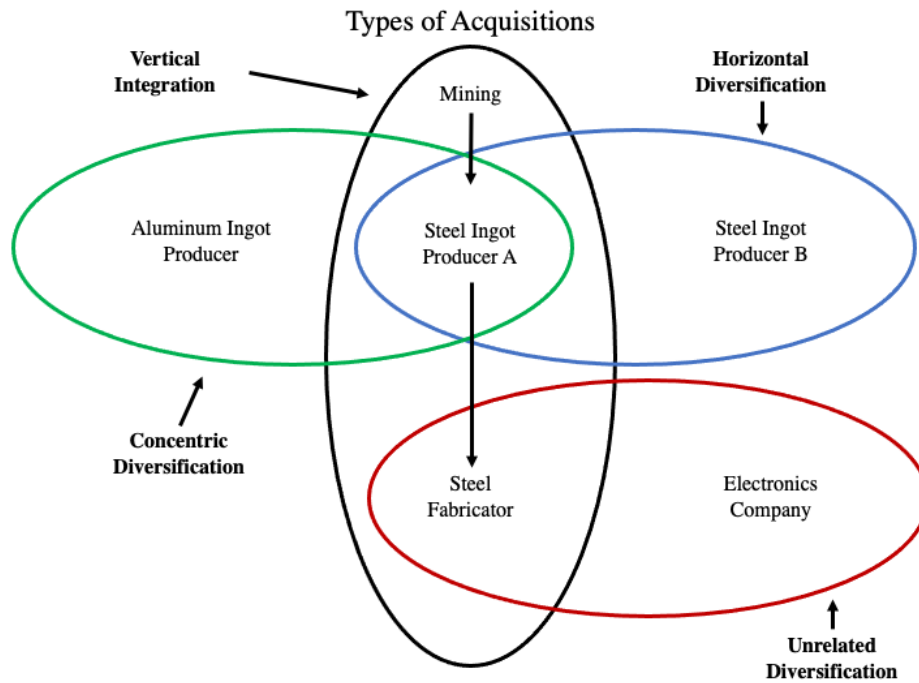 Types of Acquisitions
Vertical
Integration
Horizontal
Diversification
Mining
Aluminum Ingot
Producer
Steel Ingot
Producer A
Steel Ingot
Producer B
Concentric
Diversification
Steel
Fabricator
Electronics
Company
Unrelated
Diversification